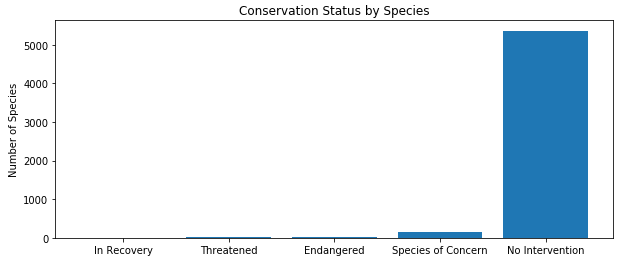 Conservation Status by Species
Number of Species
5000
4000
3000
2000
1000
0
In Recovery
Threatened
Endangered
Species of Concern
No Intervention